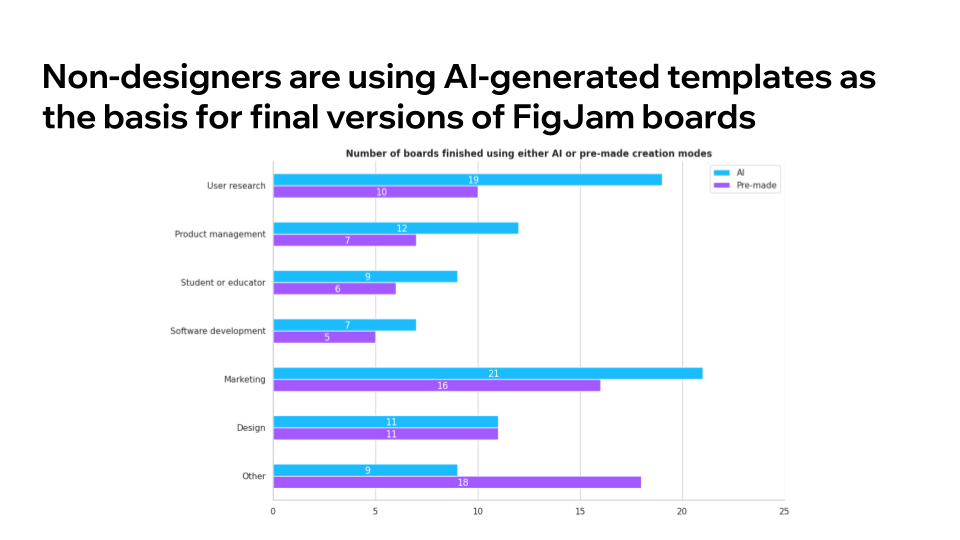 Non-designers are using AI-generated templates as
the basis for final versions of FigJam boards
Number of boards finished using either AI or pre-made creation modes
AI
Pre-made
User research
19
10
Product management
12
7
Student or educator
9
6
Software development
7
5
Marketing
21
16
Design
11
11
Other
9
18
0 5 10 15 20 25